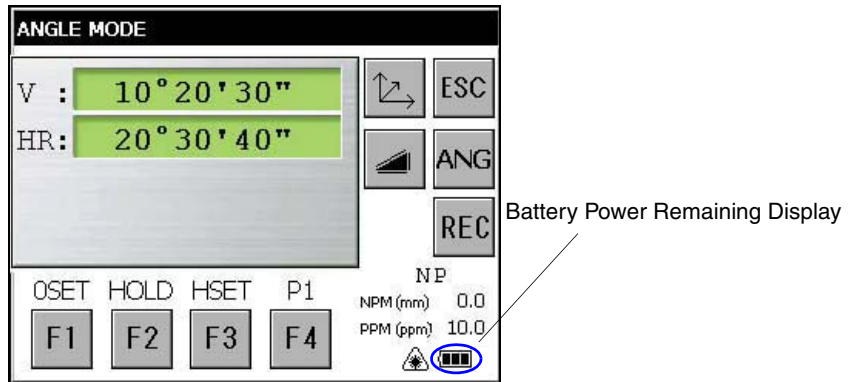 ANGLE MODE
V : 10°20'30"
HR: 20°30'40"
ESC
ANG
REC
Battery Power Remaining Display
0SET HOLD HSET P1
F1 F2 F3 F4
NP
NPM (mm) 0.0
PPM (ppm) 10.0